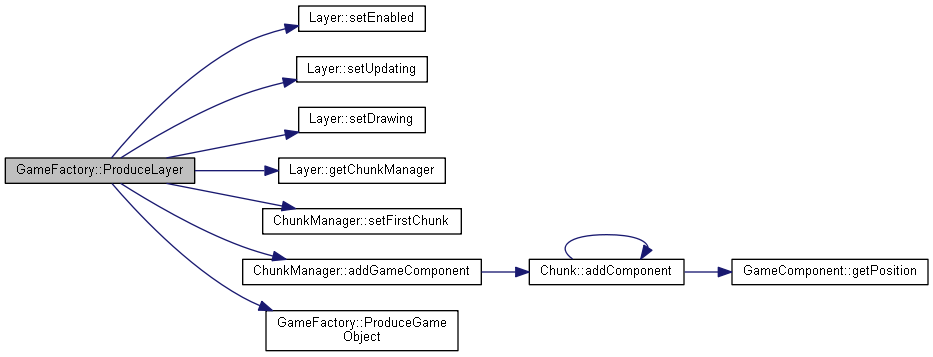 Layer::setEnabled
Layer::setUpdating
Layer::setDrawing
GameFactory::ProduceLayer
Layer::getChunkManager
ChunkManager::setFirstChunk
ChunkManager::addGameComponent
Chunk::addComponent
GameComponent::getPosition
GameFactory::ProduceGame
Object